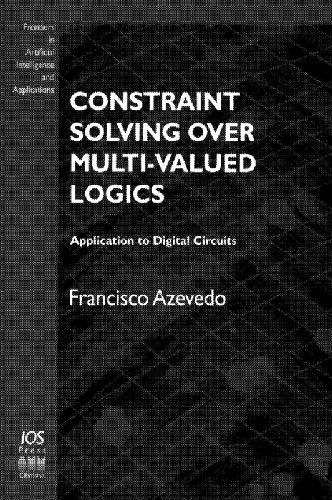 Frontiers
in
Artificial
Intelligence
and
Applications
CONSTRAINT
SOLVING OVER
MULTI-VALUED
LOGICS
Application to Digital Circuits
Francisco Azevedo
IOS
Press
Ohmsha